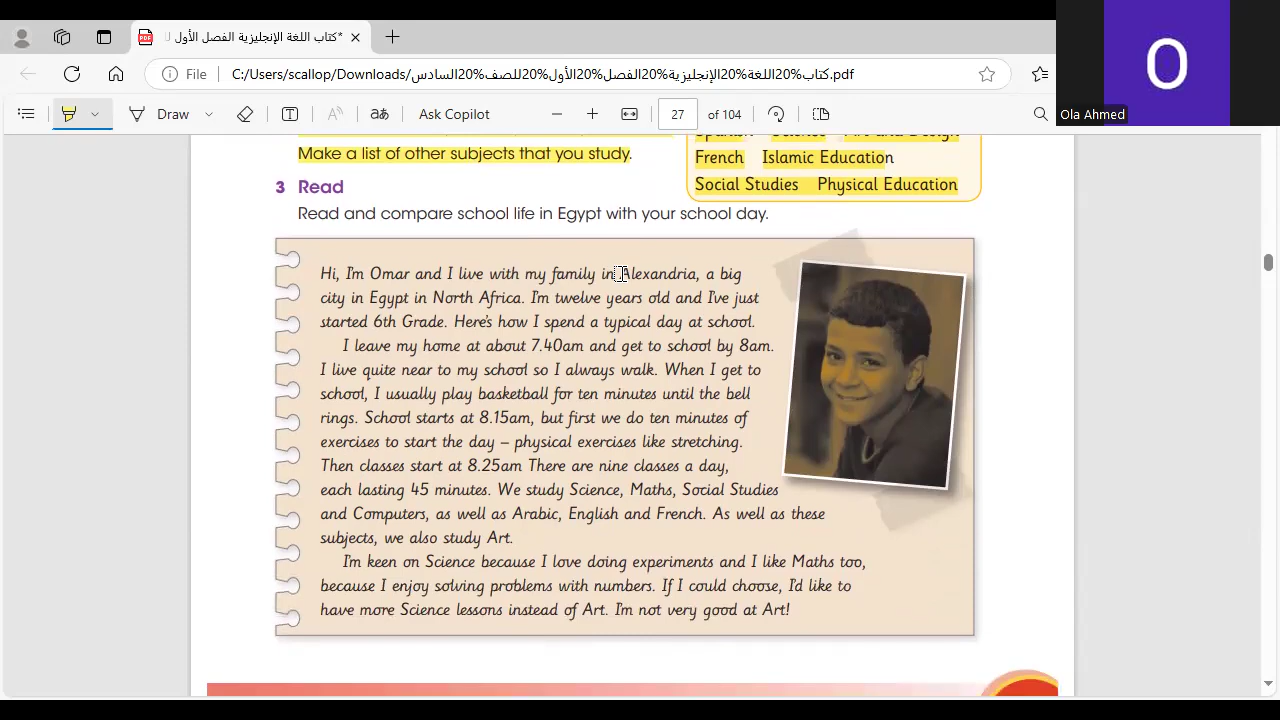 *كتاب اللغة الإنجليزية الفصل الأول ل
File C:/Users/scallop/Downloads/كتاب%20اللغة%20الإنجليزية%20الفصل%20الأول%20للصف%20السادس.pdf
Draw
Ask Copilot
27 of 104
O
Ola Ahmed
Spanish Science Art and Design
Make a list of other subjects that you study.
French Islamic Education
Social Studies Physical Education
3 Read
Read and compare school life in Egypt with your school day.
Hi, I'm Omar and I live with my family in Alexandria, a big
city in Egypt in North Africa. I'm twelve years old and I've just
started 6th Grade. Here's how I spend a typical day at school.
I leave my home at about 7.40am and get to school by 8am.
I live quite near to my school so I always walk. When I get to
school, I usually play basketball for ten minutes until the bell
rings. School starts at 8.15am, but first we do ten minutes of
exercises to start the day – physical exercises like stretching.
Then classes start at 8.25am There are nine classes a day,
each lasting 45 minutes. We study Science, Maths, Social Studies
and Computers, as well as Arabic, English and French. As well as these
subjects, we also study Art.
I'm keen on Science because I love doing experiments and I like Maths too,
because I enjoy solving problems with numbers. If I could choose, I'd like to
have more Science lessons instead of Art. I'm not very good at Art!